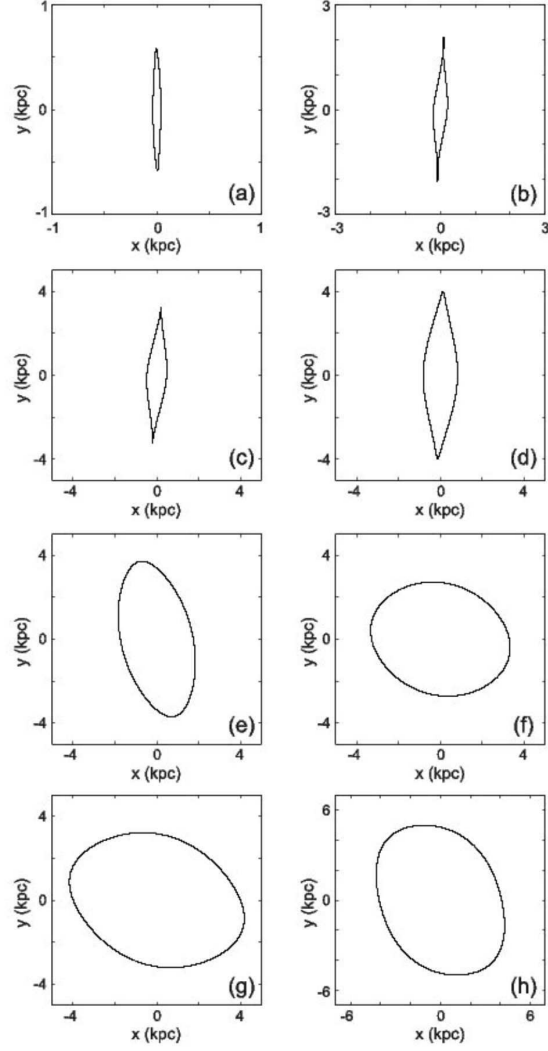 1 3
y (kpc) 0 (a) y (kpc) 0 (b)
-1 -3
-1 0 1 -3 0 3
x (kpc) x (kpc)
4 4
y (kpc) 0 y (kpc) 0
-4 (c) -4 (d)
-4 0 4 -4 0 4
x (kpc) x (kpc)
4 4
y (kpc) 0 y (kpc) 0
-4 (e) -4 (f)
-4 0 4 -4 0 4
x (kpc) x (kpc)
4 6
y (kpc) 0 y (kpc) 0
-4 (g) -6 (h)
-4 0 4 -6 0 6
x (kpc) x (kpc)